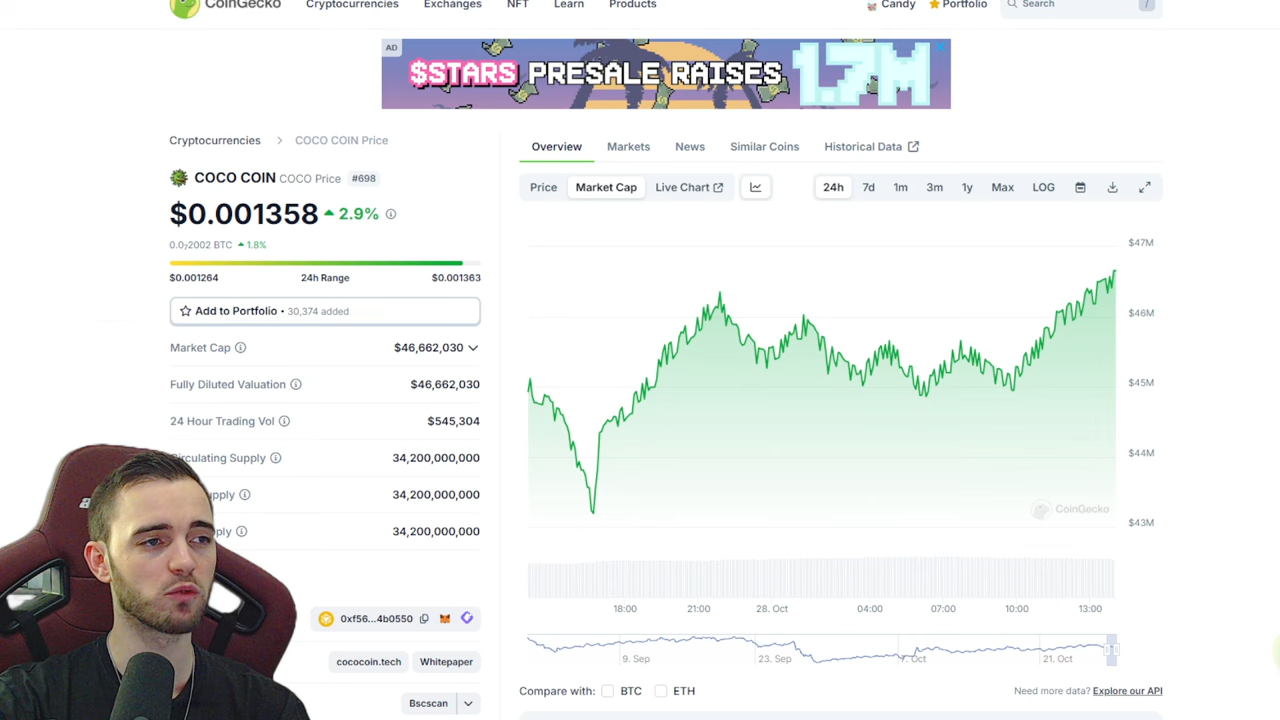 CoinGecko
Cryptocurrencies Exchanges NFT Learn Products
Candy Portfolio Search /
AD
$STARS PRESALE RAISES 1.7M
Cryptocurrencies > COCO COIN Price
COCO COIN COCO Price #698
$0.001358 ▲ 2.9%
0.0₇2002 BTC ▲ 1.8%
$0.001264 24h Range $0.001363
Add to Portfolio • 30,374 added
Market Cap $46,662,030
Fully Diluted Valuation $46,662,030
24 Hour Trading Vol $545,304
Circulating Supply 34,200,000,000
pply 34,200,000,000
ply 34,200,000,000
0xf56...4b0550
cococoin.tech Whitepaper
Bscscan
Overview Markets News Similar Coins Historical Data
Price Market Cap Live Chart 24h 7d 1m 3m 1y Max LOG
$47M
$46M
$45M
$44M
$43M
CoinGecko
18:00 21:00 28. Oct 04:00 07:00 10:00 13:00
9. Sep 23. Sep 7. Oct 21. Oct
Compare with: BTC ETH
Need more data? Explore our API